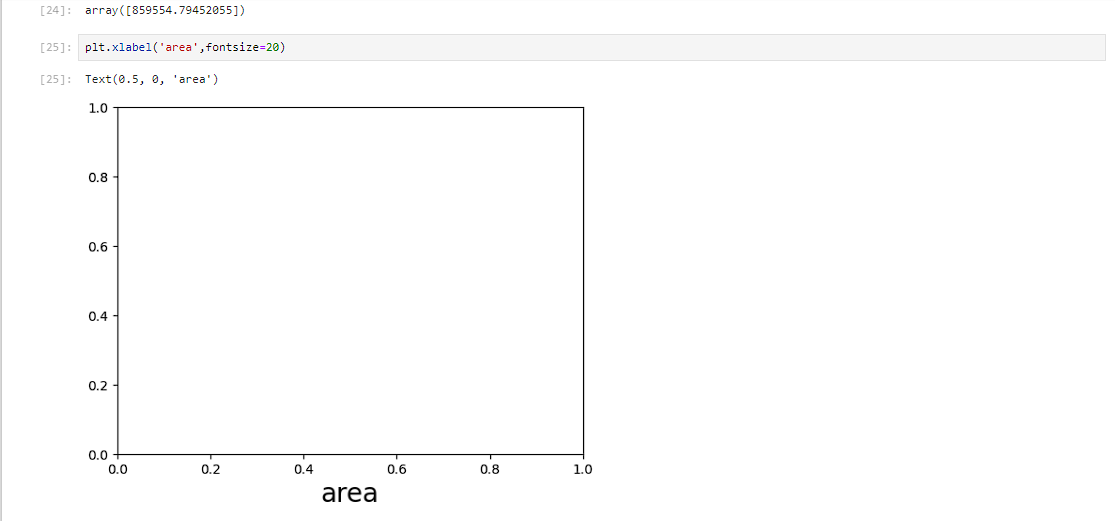 [24]: array([859554.79452055])
[25]: plt.xlabel('area',fontsize=20)
[25]: Text(0.5, 0, 'area')
1.0
0.8
0.6
0.4
0.2
0.0
0.0 0.2 0.4 0.6 0.8 1.0
area